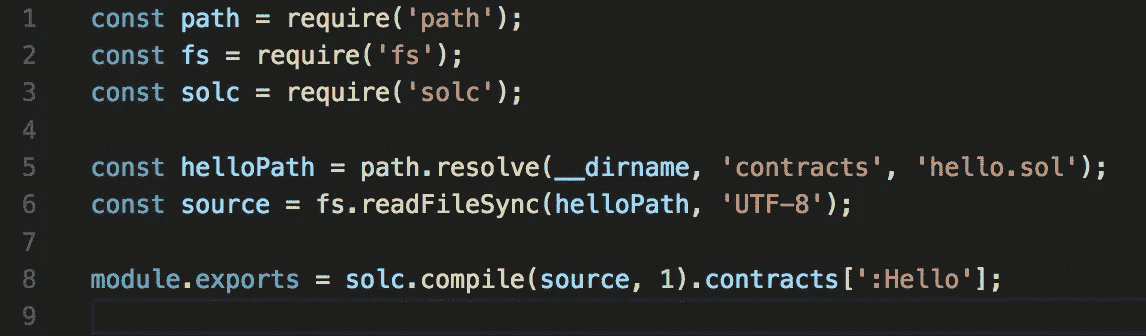 1 const path = require('path');
2 const fs = require('fs');
3 const solc = require('solc');
4
5 const helloPath = path.resolve(__dirname, 'contracts', 'hello.sol');
6 const source = fs.readFileSync(helloPath, 'UTF-8');
7
8 module.exports = solc.compile(source, 1).contracts[':Hello'];
9